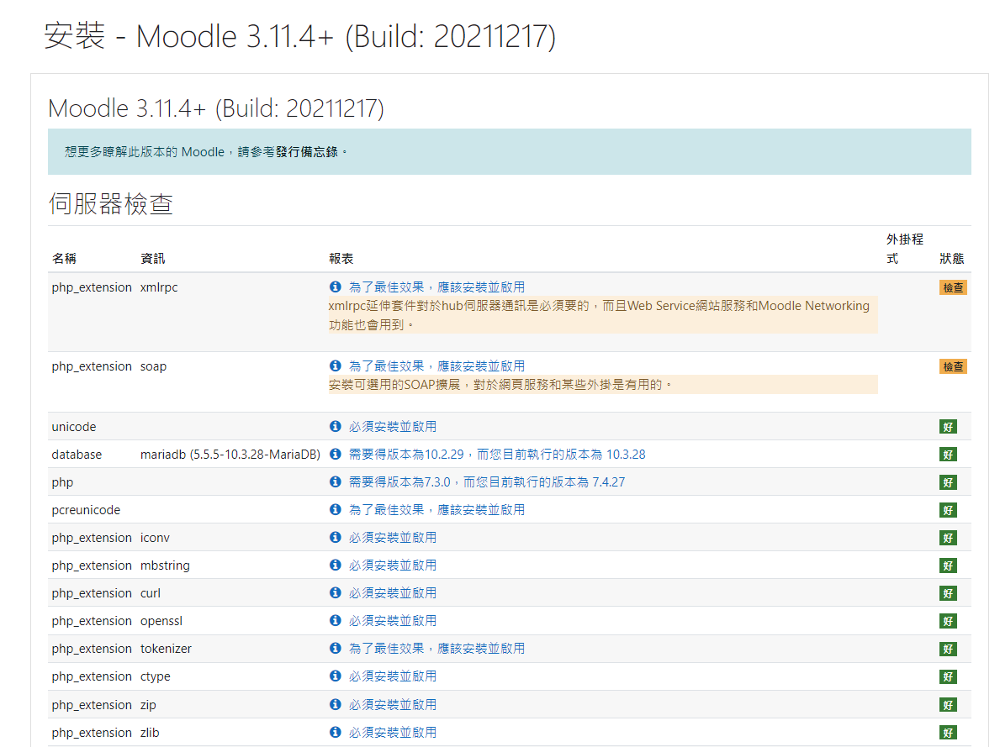 安裝 - Moodle 3.11.4+ (Build: 20211217)
Moodle 3.11.4+ (Build: 20211217)
想更多瞭解此版本的 Moodle，請參考發行備忘錄。
伺服器檢查
名稱 資訊 報表 外掛程式 狀態
php_extension xmlrpc 為了最佳效果，應該安裝並啟用 檢查
xmlrpc延伸套件對於hub伺服器通訊是必須要的，而且Web Service網站服務和Moodle Networking
功能也會用到。
php_extension soap 為了最佳效果，應該安裝並啟用 檢查
安裝可選用的SOAP擴展，對於網頁服務和某些外掛是有用的。
unicode 必須安裝並啟用 好
database mariadb (5.5.5-10.3.28-MariaDB) 需要得版本為10.2.29，而您目前執行的版本為 10.3.28 好
php 需要得版本為7.3.0，而您目前執行的版本為 7.4.27 好
pcreunicode 為了最佳效果，應該安裝並啟用 好
php_extension iconv 必須安裝並啟用 好
php_extension mbstring 必須安裝並啟用 好
php_extension curl 必須安裝並啟用 好
php_extension openssl 必須安裝並啟用 好
php_extension tokenizer 為了最佳效果，應該安裝並啟用 好
php_extension ctype 必須安裝並啟用 好
php_extension zip 必須安裝並啟用 好
php_extension zlib 必須安裝並啟用 好